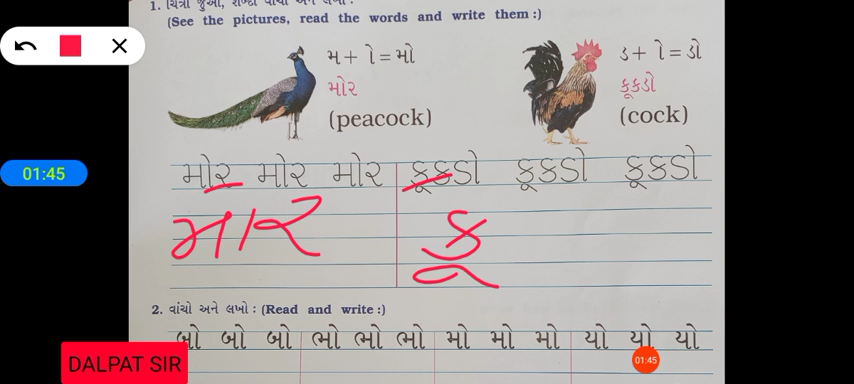 1. ચિત્રો જુઓ, શબ્દો વાંચો અને લખો :
(See the pictures, read the words and write them :)
મ + ો = મો
મોર
(peacock)
ડ + ો = ડો
કૂકડો
(cock)
01:45
મોર મોર મોર કૂકડો કૂકડો કૂકડો
માર કૂ
2. વાંચો અને લખો : (Read and write :)
બો બો બો ભો ભો ભો મો મો મો યો યો યો
DALPAT SIR
01:45